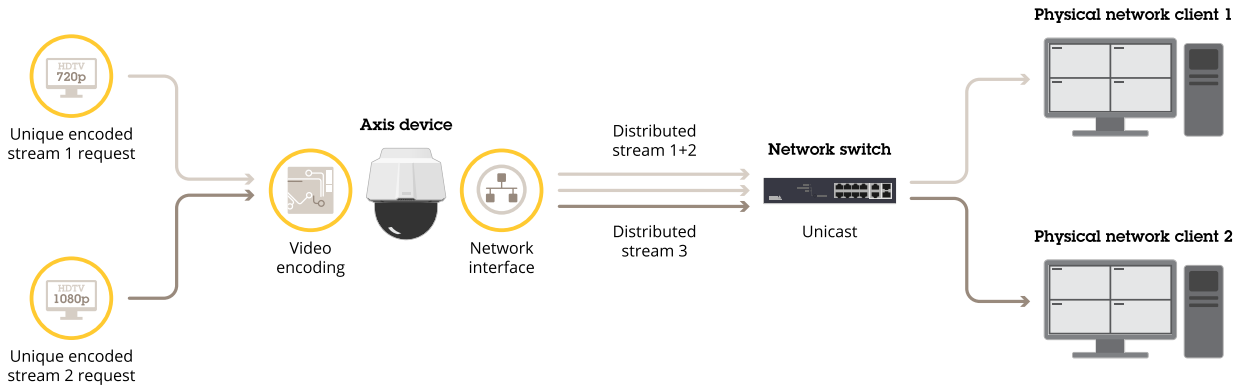 Physical network client 1
HDTV
720p
Unique encoded
stream 1 request
Axis device
Distributed
stream 1+2
Network switch
Video
encoding
Network
interface
Distributed
stream 3
Unicast
Physical network client 2
HDTV
1080p
Unique encoded
stream 2 request